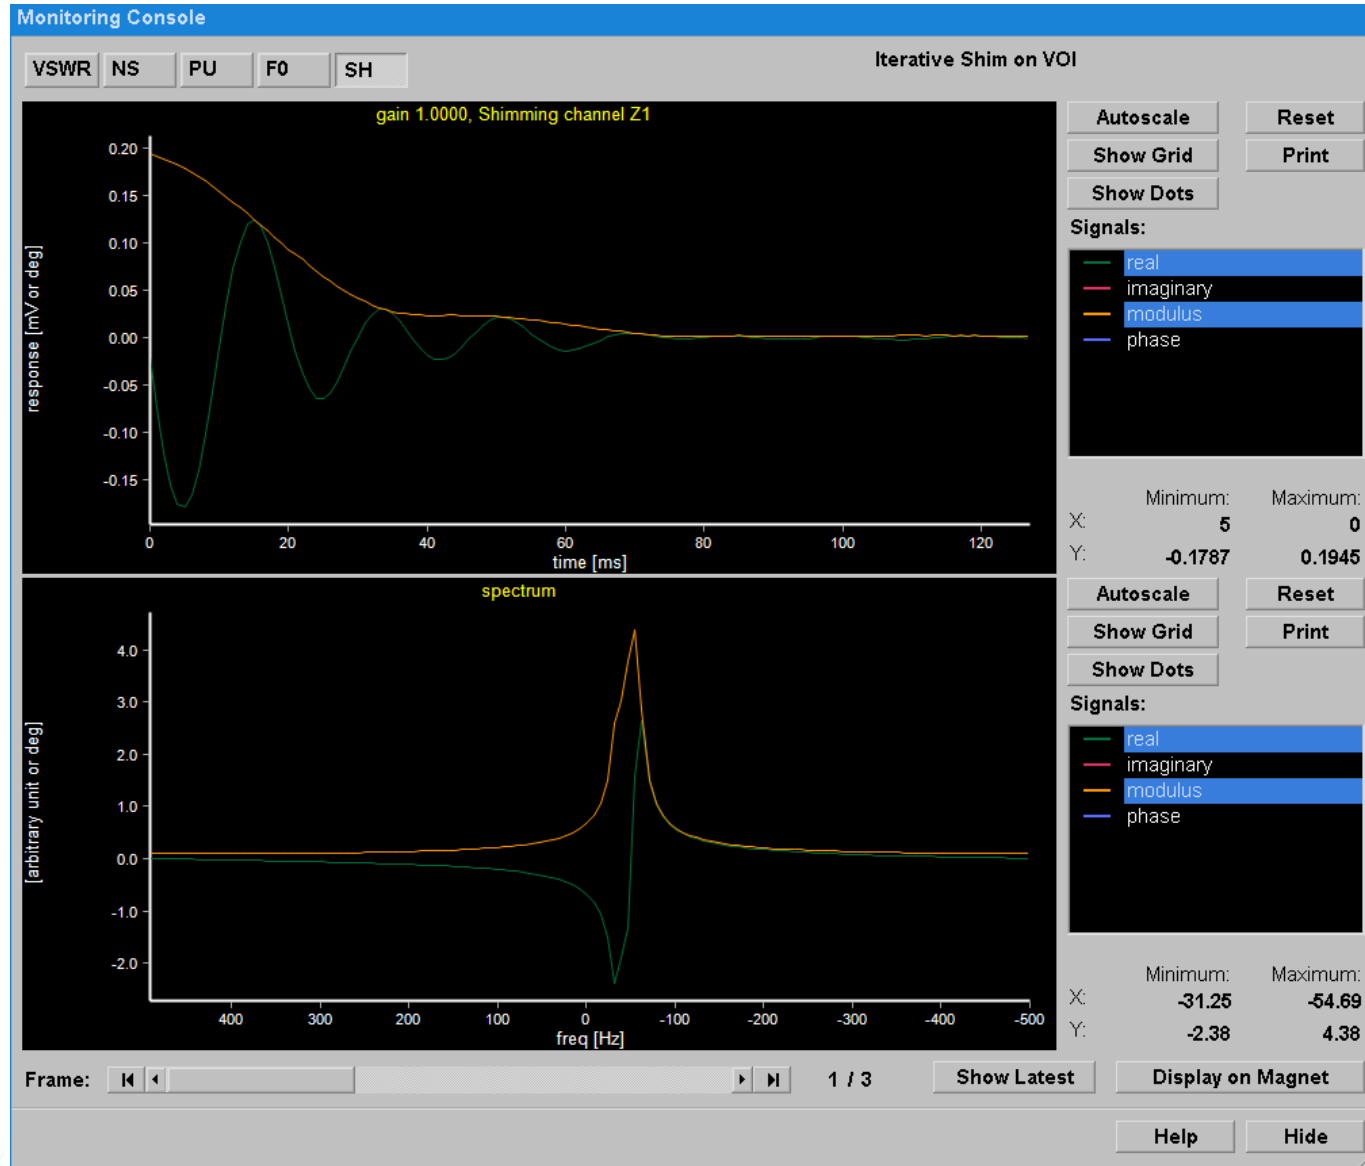 Monitoring Console
VSWR NS PU F0 SH
Iterative Shim on VOI
gain 1.0000, Shimming channel Z1
response [mV or deg]
0.20
0.15
0.10
0.05
0.00
-0.05
-0.10
-0.15
0 20 40 60 80 100 120
time [ms]
Autoscale Reset
Show Grid Print
Show Dots
Signals:
real
imaginary
modulus
phase
Minimum: Maximum:
X: 5 0
Y: -0.1787 0.1945
spectrum
[arbitrary unit or deg]
4.0
3.0
2.0
1.0
0.0
-1.0
-2.0
400 300 200 100 0 -100 -200 -300 -400 -500
freq [Hz]
Autoscale Reset
Show Grid Print
Show Dots
Signals:
real
imaginary
modulus
phase
Minimum: Maximum:
X: -31.25 -54.69
Y: -2.38 4.38
Frame: 1 / 3 Show Latest Display on Magnet
Help Hide